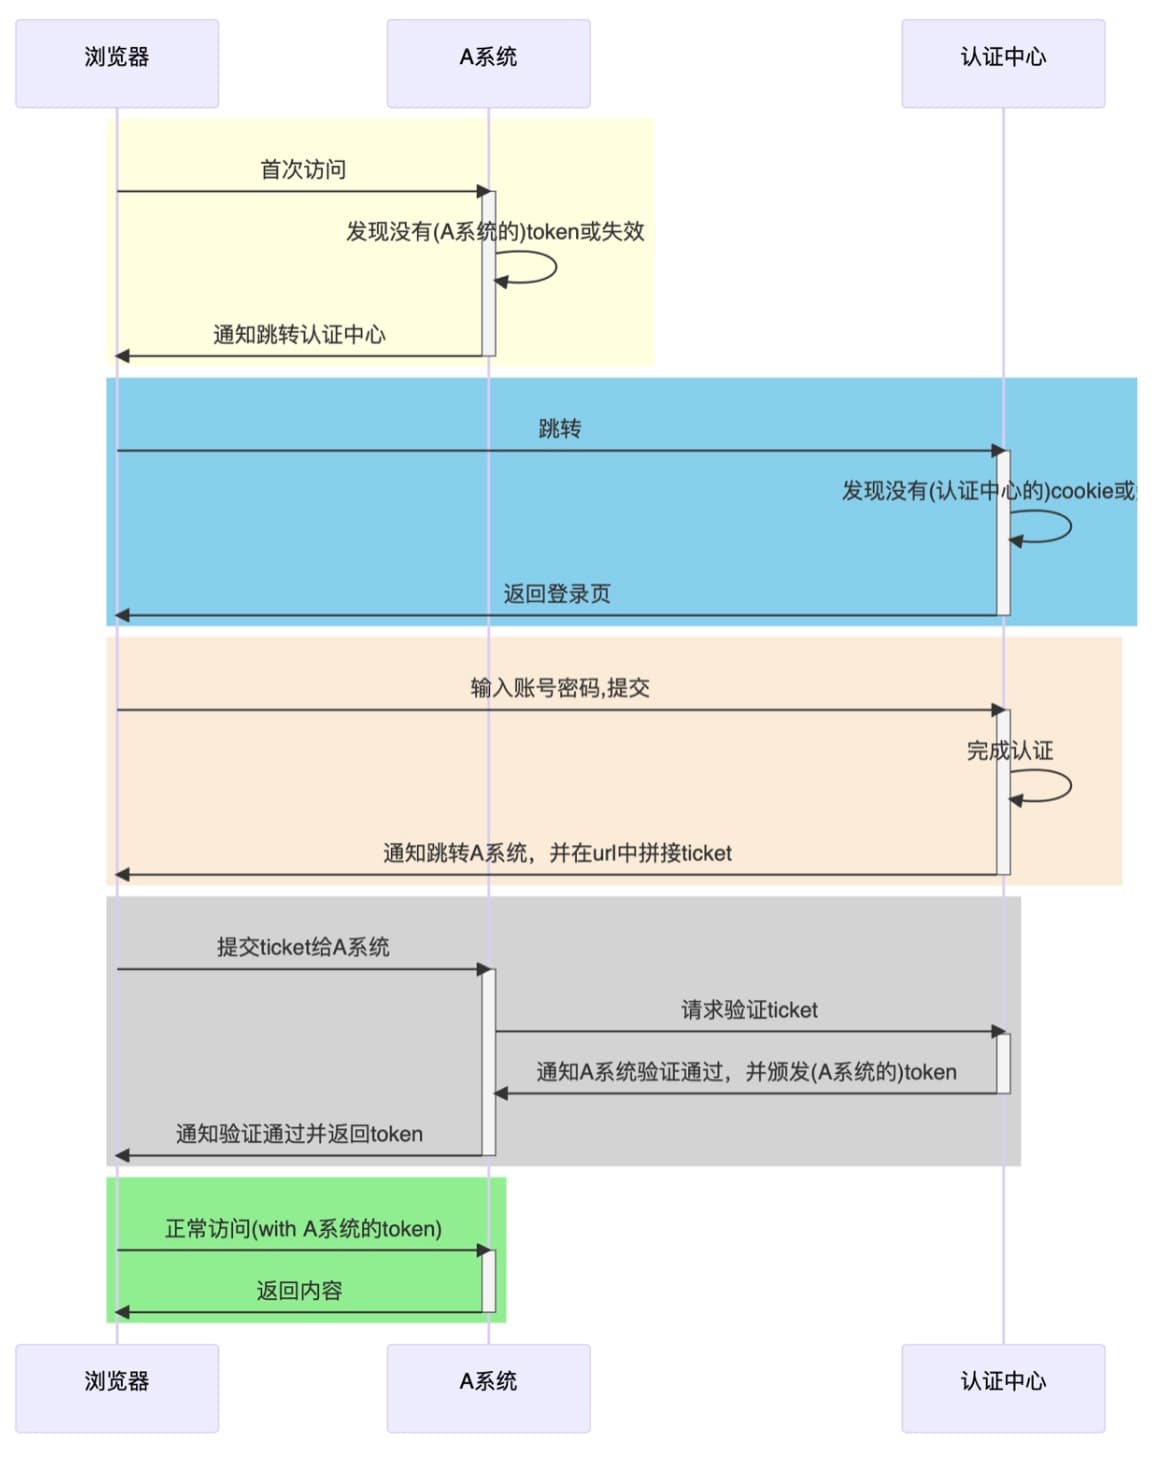 浏览器
A系统
认证中心
首次访问
发现没有(A系统的)token或失效
通知跳转认证中心
跳转
发现没有(认证中心的)cookie或
返回登录页
输入账号密码,提交
完成认证
通知跳转A系统，并在url中拼接ticket
提交ticket给A系统
请求验证ticket
通知A系统验证通过，并颁发(A系统的)token
通知验证通过并返回token
正常访问(with A系统的token)
返回内容
浏览器
A系统
认证中心